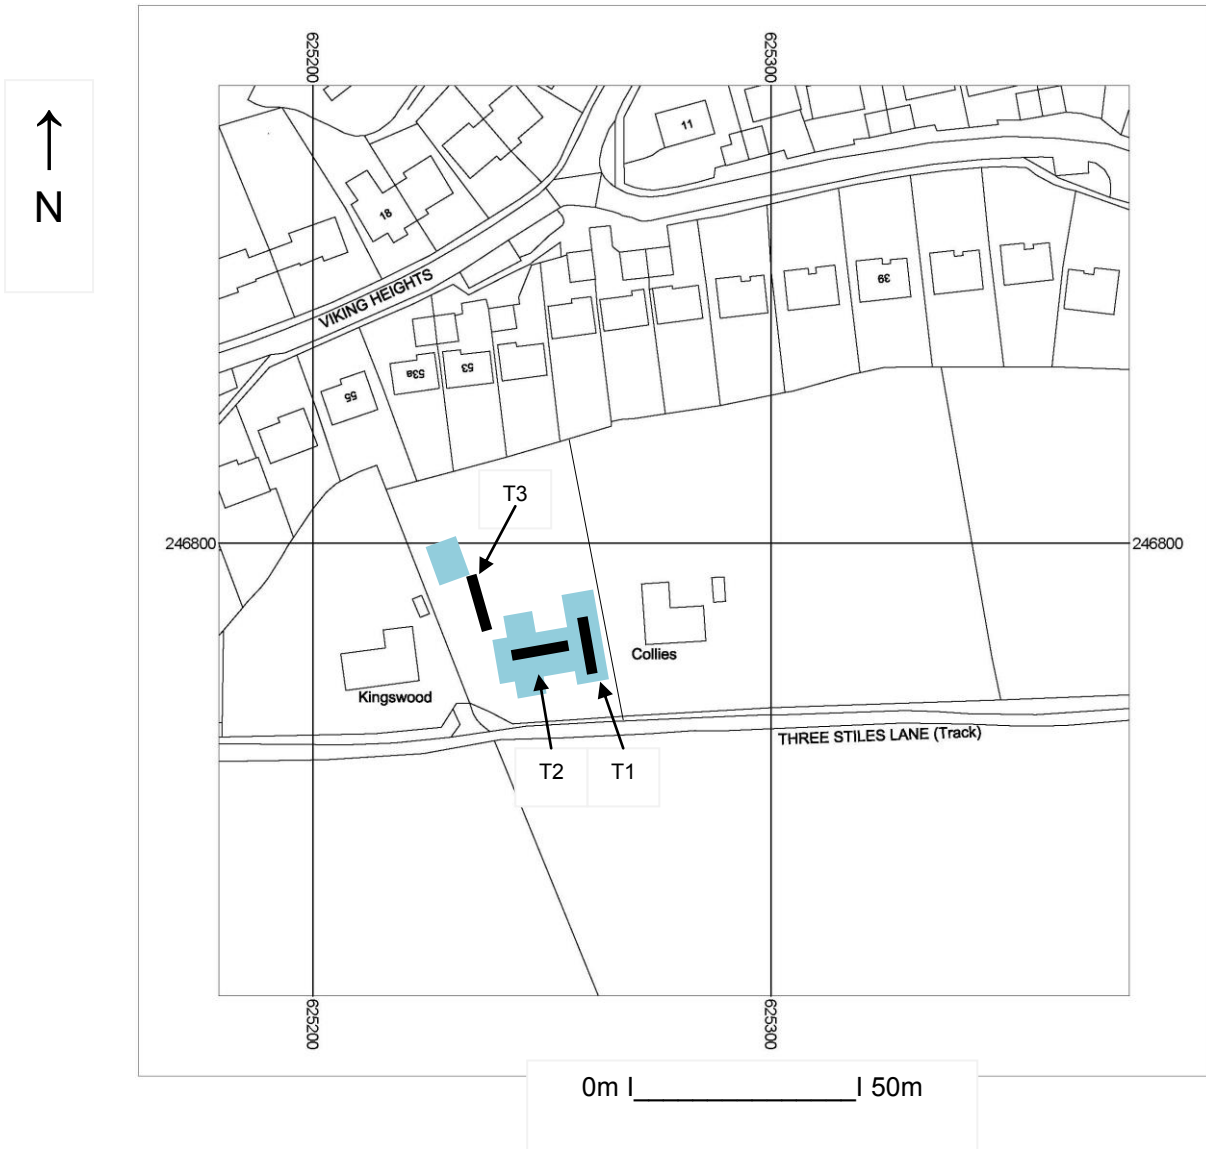 625200
625300
N
11
18
VIKING HEIGHTS
39
53a
53
55
T3
246800
246800
Collies
Kingswood
THREE STILES LANE (Track)
T2
T1
625200
625300
0m I_______________I 50m